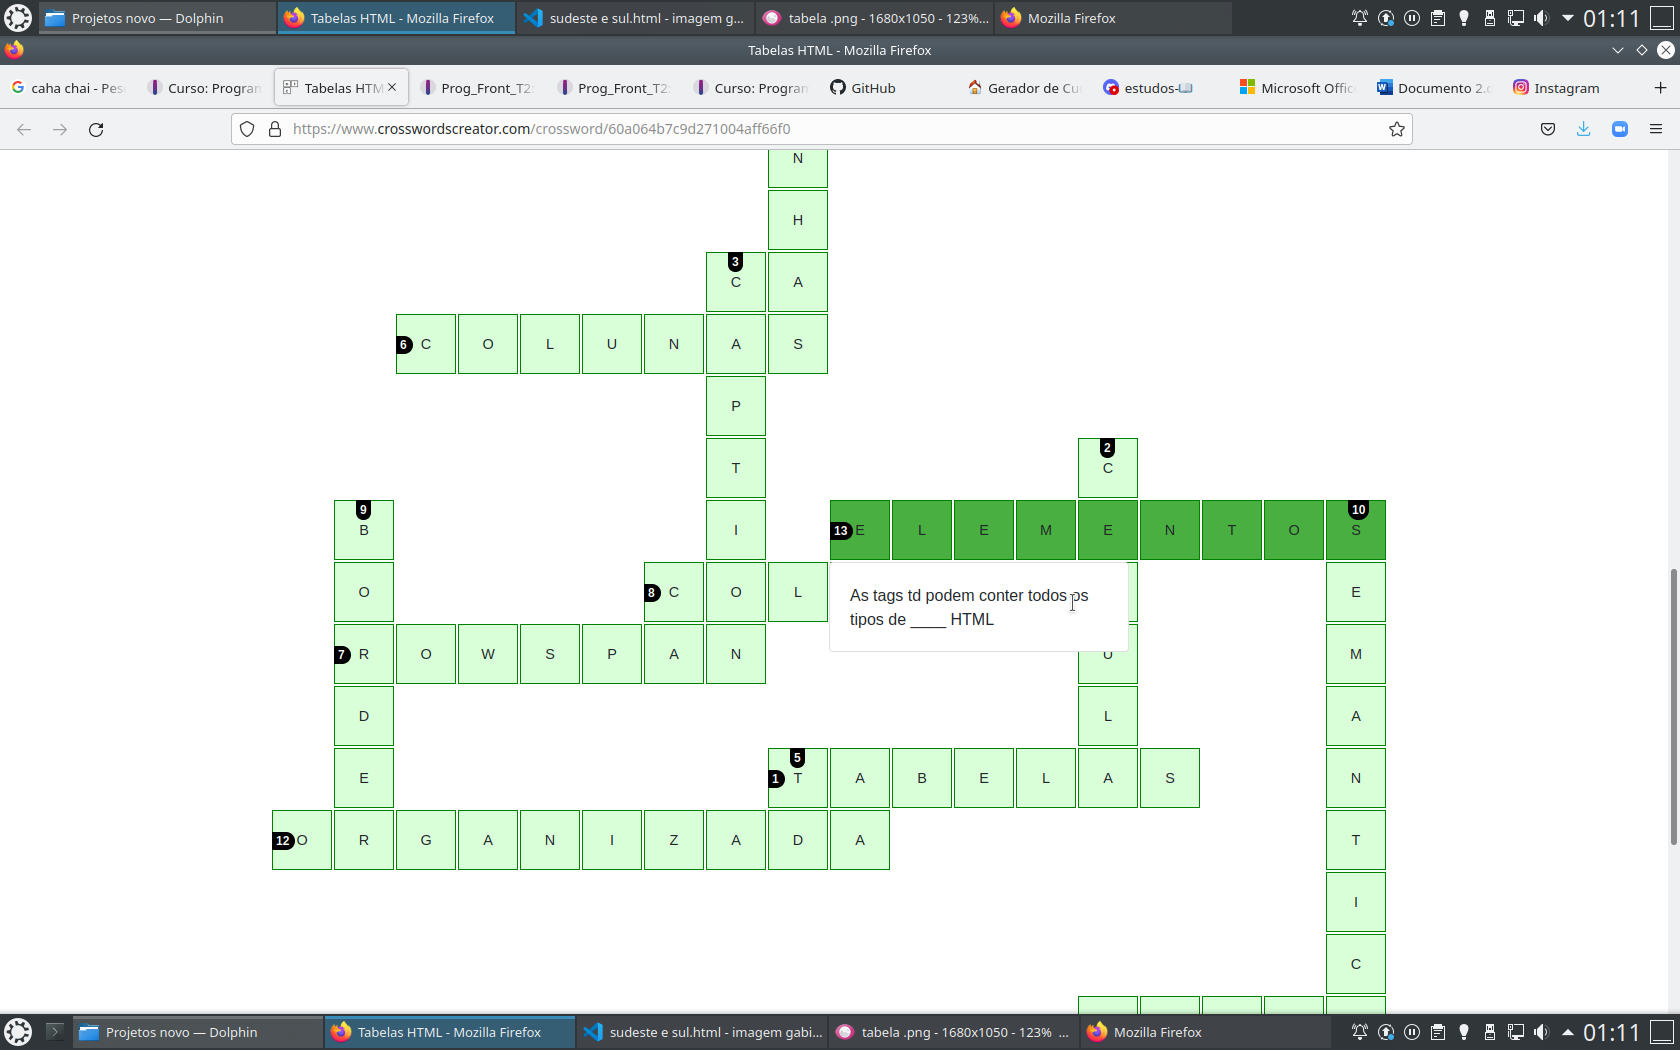 Projetos novo — Dolphin
Tabelas HTML - Mozilla Firefox
sudeste e sul.html - imagem g...
tabela .png - 1680x1050 - 123%...
Mozilla Firefox
01:11
Tabelas HTML - Mozilla Firefox
caha chai - Pes
Curso: Program
Tabelas HTM
Prog_Front_T2
Prog_Front_T2
Curso: Program
GitHub
Gerador de Cu
estudos-
Microsoft Offic
Documento 2.
Instagram
https://www.crosswordscreator.com/crossword/60a064b7c9d271004aff66f0
N
H
3 C A
6 C O L U N A S
P
T 2 C
9 B I 13 E L E M E N T O 10 S
O 8 C O L E
As tags td podem conter todos os
tipos de ____ HTML
7 R O W S P A N U M
D L A
E 1 5 T A B E L A S N
12 O R G A N I Z A D A T
I
C
Projetos novo — Dolphin
Tabelas HTML - Mozilla Firefox
sudeste e sul.html - imagem gabi...
tabela .png - 1680x1050 - 123% ...
Mozilla Firefox
01:11